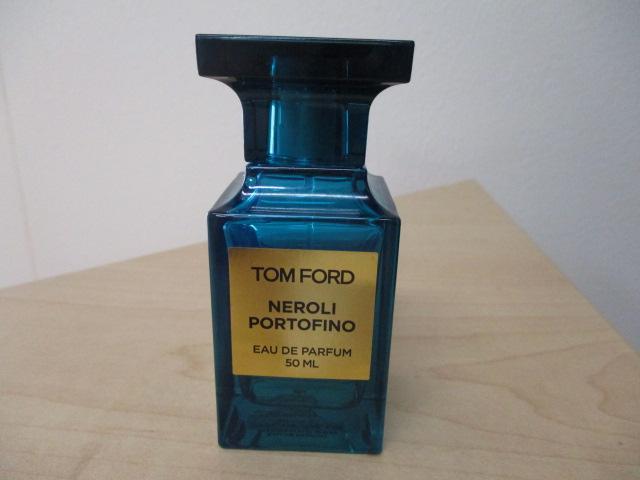 TOM FORD
NEROLI
PORTOFINO
EAU DE PARFUM
50 ML